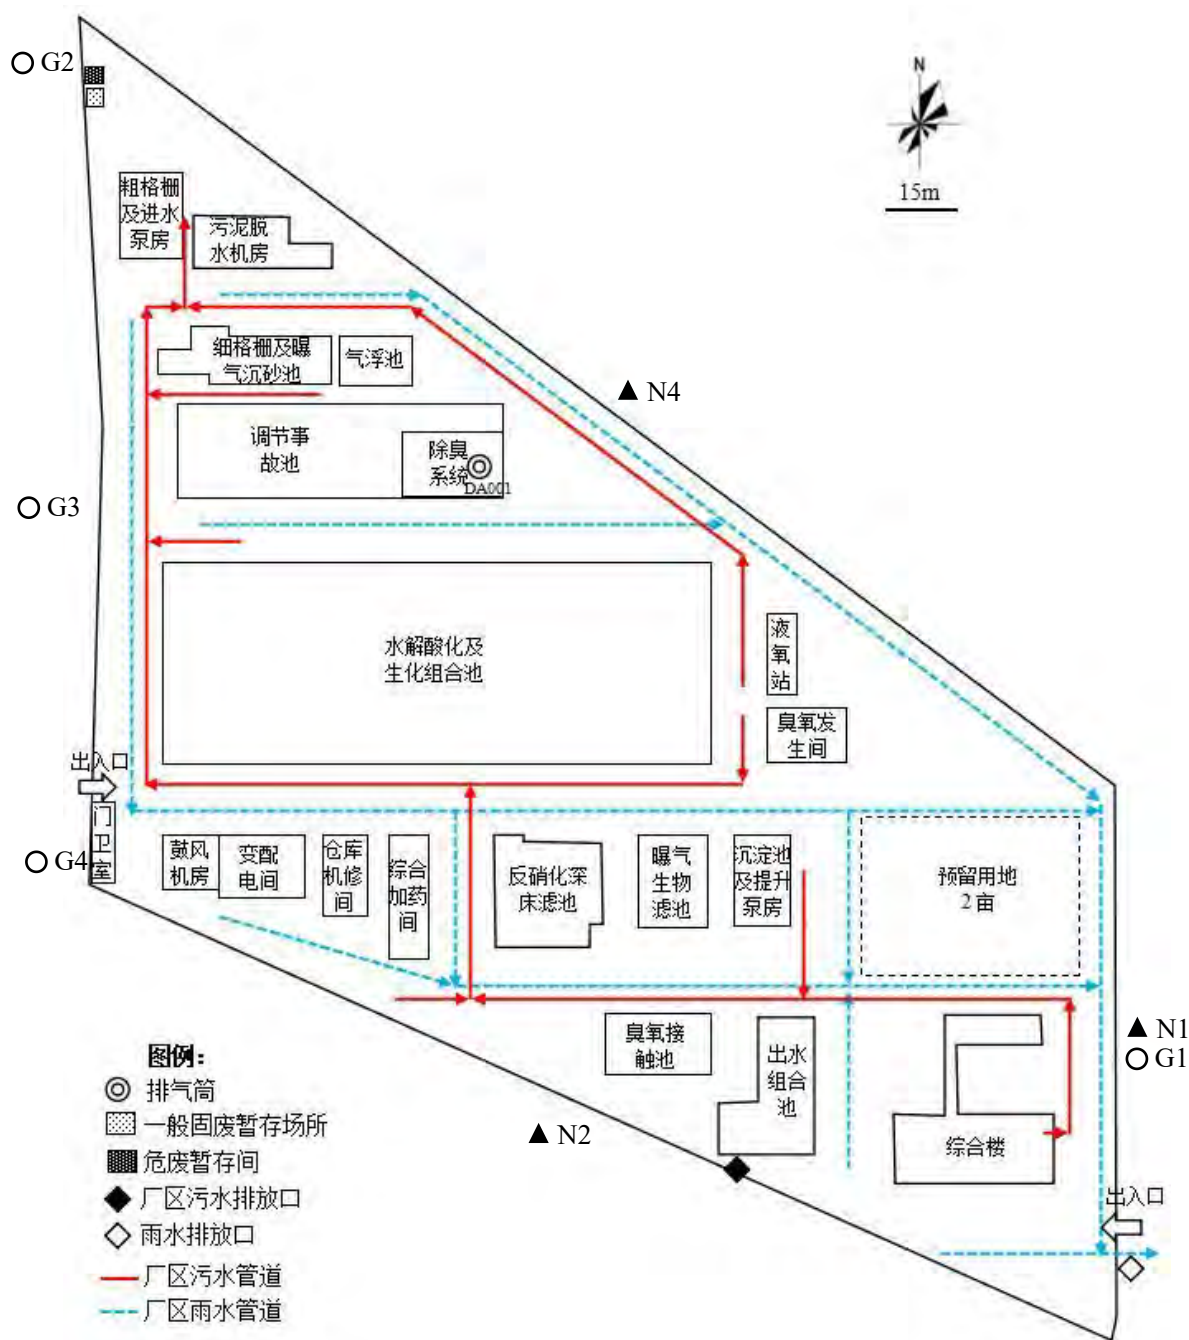 G2
N
15m
粗格栅
及进水
泵房
污泥脱
水机房
细格栅及曝
气沉砂池
气浮池
N4
调节事
故池
除臭
系统
DA001
G3
水解酸化及
生化组合池
液
氧
站
臭氧发
生间
出入口
门
卫
室
G4
鼓风
机房
变配
电间
仓库
机修
间
综合
加药
间
反硝化深
床滤池
曝气
生物
滤池
沉淀池
及提升
泵房
预留用地
2亩
臭氧接
触池
出水
组合
池
N1
G1
N2
综合楼
出入口
图例：
排气筒
一般固废暂存场所
危废暂存间
厂区污水排放口
雨水排放口
厂区污水管道
厂区雨水管道